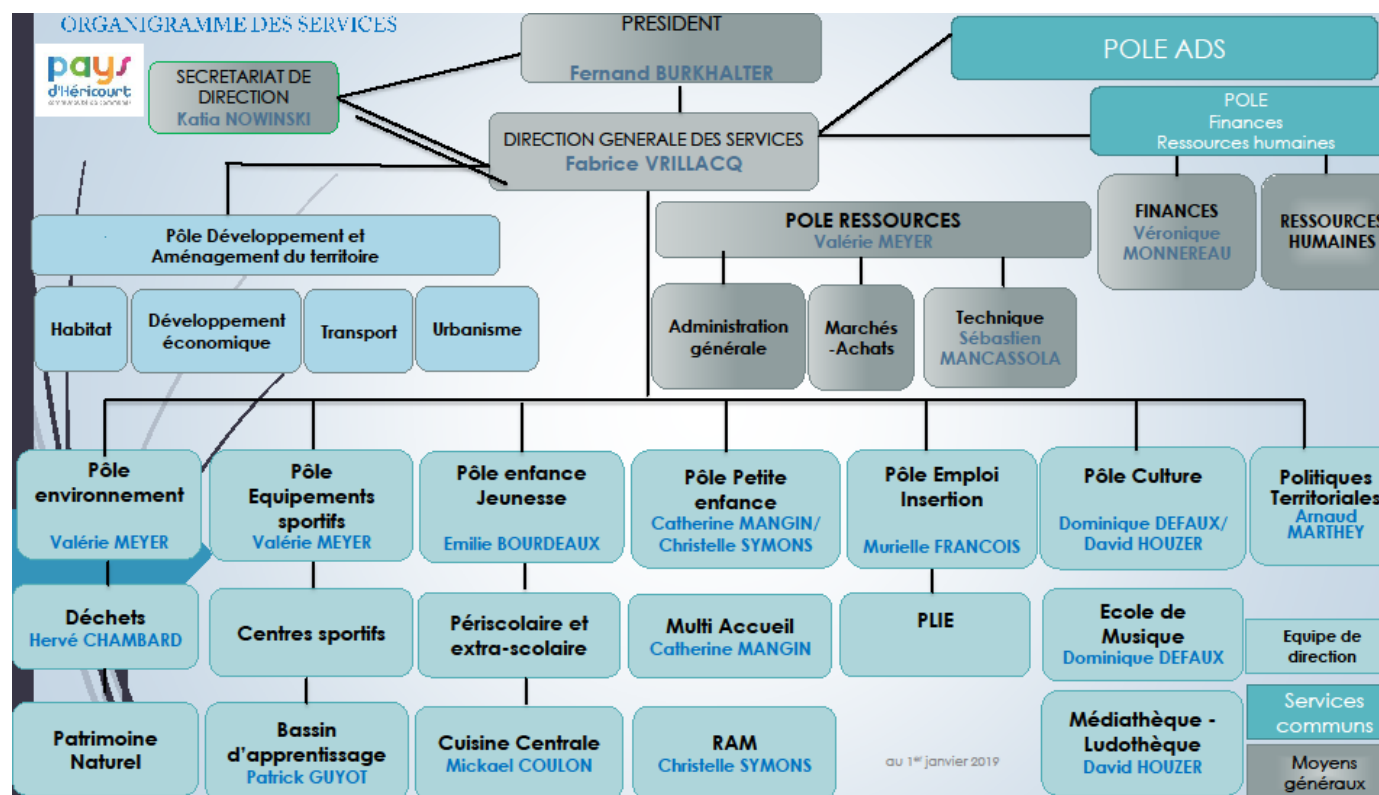 ORGANIGRAMME DES SERVICES
pays
d'Héricourt
PRESIDENT
Fernand BURKHALTER
POLE ADS
SECRETARIAT DE
DIRECTION
Katia NOWINSKI
POLE
Finances
Ressources humaines
DIRECTION GENERALE DES SERVICES
Fabrice VRILLACQ
FINANCES
Véronique
MONNEREAU
RESSOURCES
HUMAINES
Pôle Développement et
Aménagement du territoire
POLE RESSOURCES
Valérie MEYER
Habitat
Développement
économique
Transport
Urbanisme
Administration
générale
Marchés
-Achats
Technique
Sébastien
MANCASSOLA
Pôle
environnement
Valérie MEYER
Pôle
Equipements
sportifs
Valérie MEYER
Pôle enfance
Jeunesse
Emilie BOURDEAUX
Pôle Petite
enfance
Catherine MANGIN/
Christelle SYMONS
Pôle Emploi
Insertion
Murielle FRANCOIS
Pôle Culture
Dominique DEFAUX/
David HOUZER
Politiques
Territoriales
Arnaud
MARTHEY
Déchets
Hervé CHAMBARD
Centres sportifs
Périscolaire et
extra-scolaire
Multi Accueil
Catherine MANGIN
PLIE
Ecole de
Musique
Dominique DEFAUX
Equipe de
direction
Patrimoine
Naturel
Bassin
d'apprentissage
Patrick GUYOT
Cuisine Centrale
Mickael COULON
RAM
Christelle SYMONS
au 1er janvier 2019
Médiathèque -
Ludothèque
David HOUZER
Services
communs
Moyens
généraux